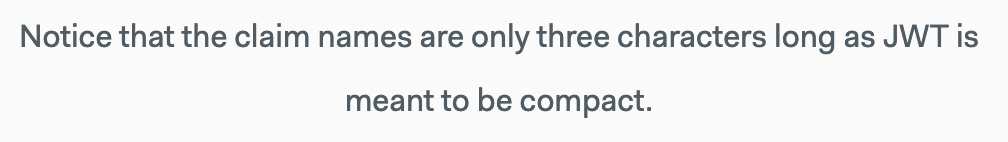 Notice that the claim names are only three characters long as JWT is
meant to be compact.